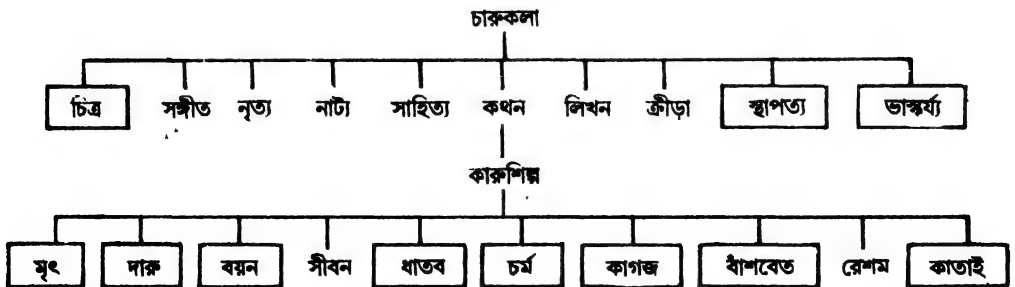 চারুকলা
চিত্র সঙ্গীত নৃত্য নাট্য সাহিত্য কথন লিখন ক্রীড়া স্থাপত্য ভাস্কর্য্য
কারুশিল্প
মৃৎ দারু বয়ন সীবন ধাতব চর্ম কাগজ বাঁশবেত রেশম কাতাই